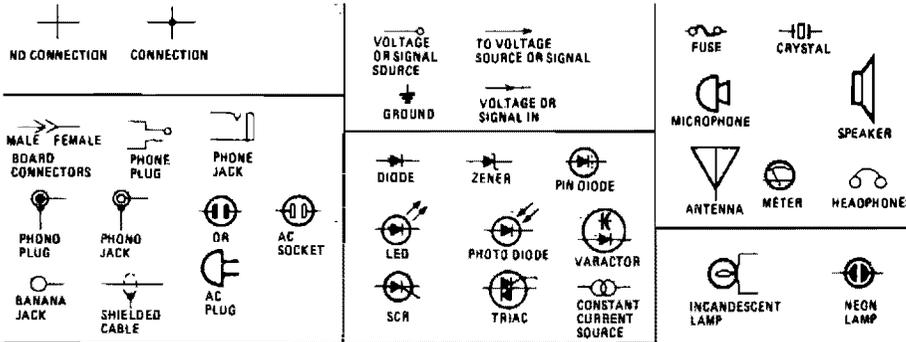 NO CONNECTION
CONNECTION
MALE FEMALE
BOARD
CONNECTORS
PHONE
PLUG
PHONE
JACK
PHONO
PLUG
PHONO
JACK
OR
AC
SOCKET
BANANA
JACK
SHIELDED
CABLE
AC
PLUG
VOLTAGE
OR SIGNAL
SOURCE
TO VOLTAGE
SOURCE OR SIGNAL
GROUND
VOLTAGE OR
SIGNAL IN
DIODE
ZENER
PIN DIODE
LED
PHOTO DIODE
VARACTOR
SCR
TRIAC
CONSTANT
CURRENT
SOURCE
FUSE
CRYSTAL
MICROPHONE
SPEAKER
ANTENNA
METER
HEADPHONE
INCANDESCENT
LAMP
NEON
LAMP